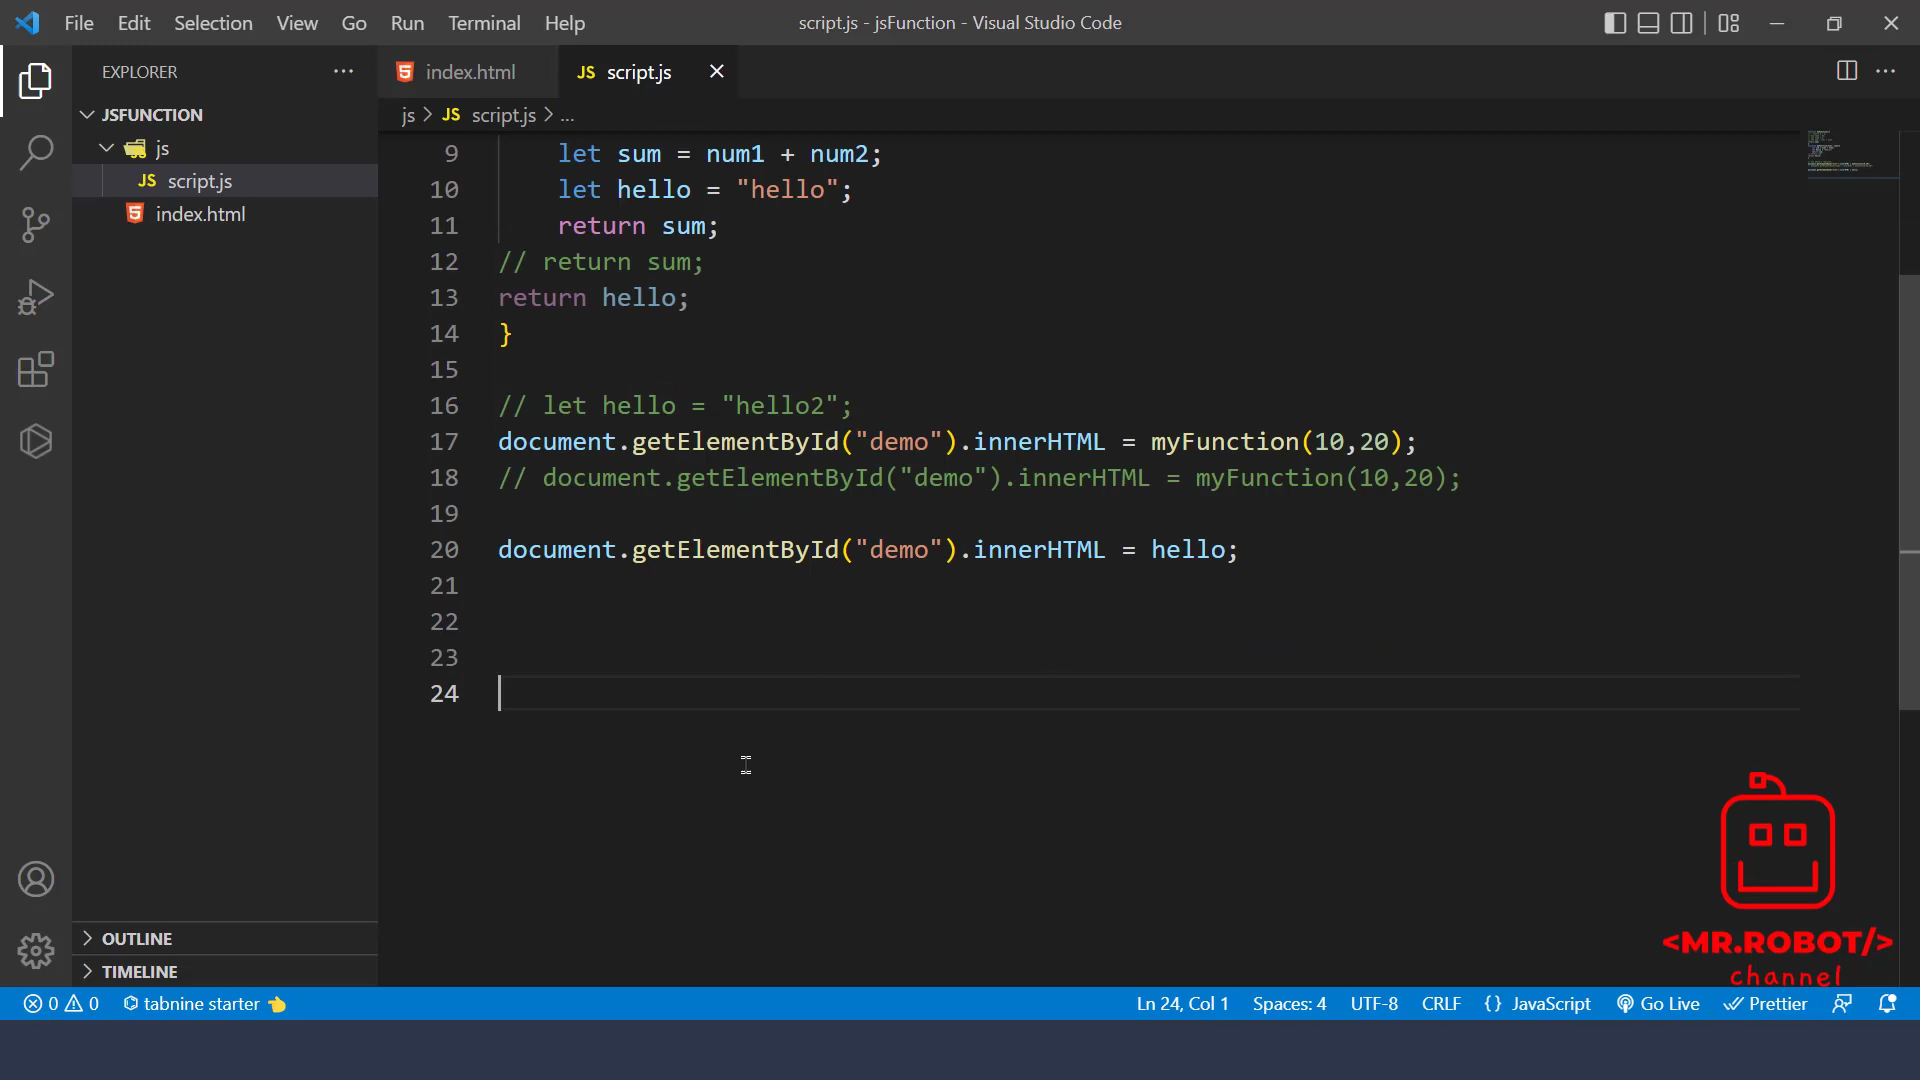 File Edit Selection View Go Run Terminal Help
script.js - jsFunction - Visual Studio Code
EXPLORER
JSFUNCTION
js
JS script.js
index.html
OUTLINE
TIMELINE
index.html
JS script.js
js > JS script.js > ...
9 let sum = num1 + num2;
10 let hello = "hello";
11 return sum;
12 // return sum;
13 return hello;
14 }
15
16 // let hello = "hello2";
17 document.getElementById("demo").innerHTML = myFunction(10,20);
18 // document.getElementById("demo").innerHTML = myFunction(10,20);
19
20 document.getElementById("demo").innerHTML = hello;
21
22
23
24
<MR.ROBOT/>
channel
0 0 tabnine starter
Ln 24, Col 1 Spaces: 4 UTF-8 CRLF {} JavaScript Go Live Prettier